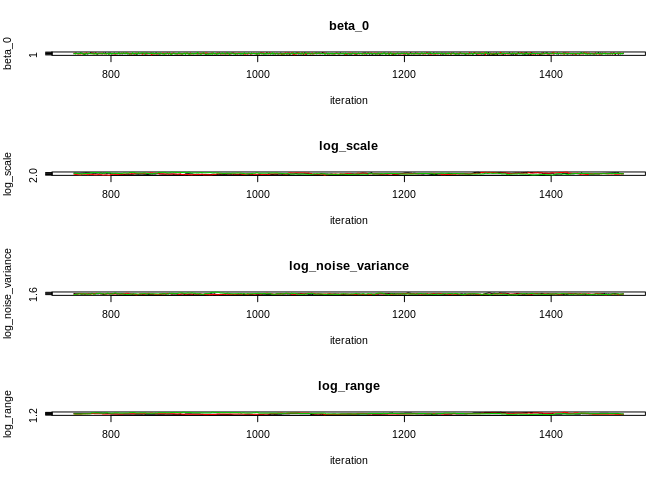 beta_0
beta_0
1
800 1000 1200 1400
iteration
log_scale
log_scale
2.0
800 1000 1200 1400
iteration
log_noise_variance
log_noise_variance
1.6
800 1000 1200 1400
iteration
log_range
log_range
1.2
800 1000 1200 1400
iteration